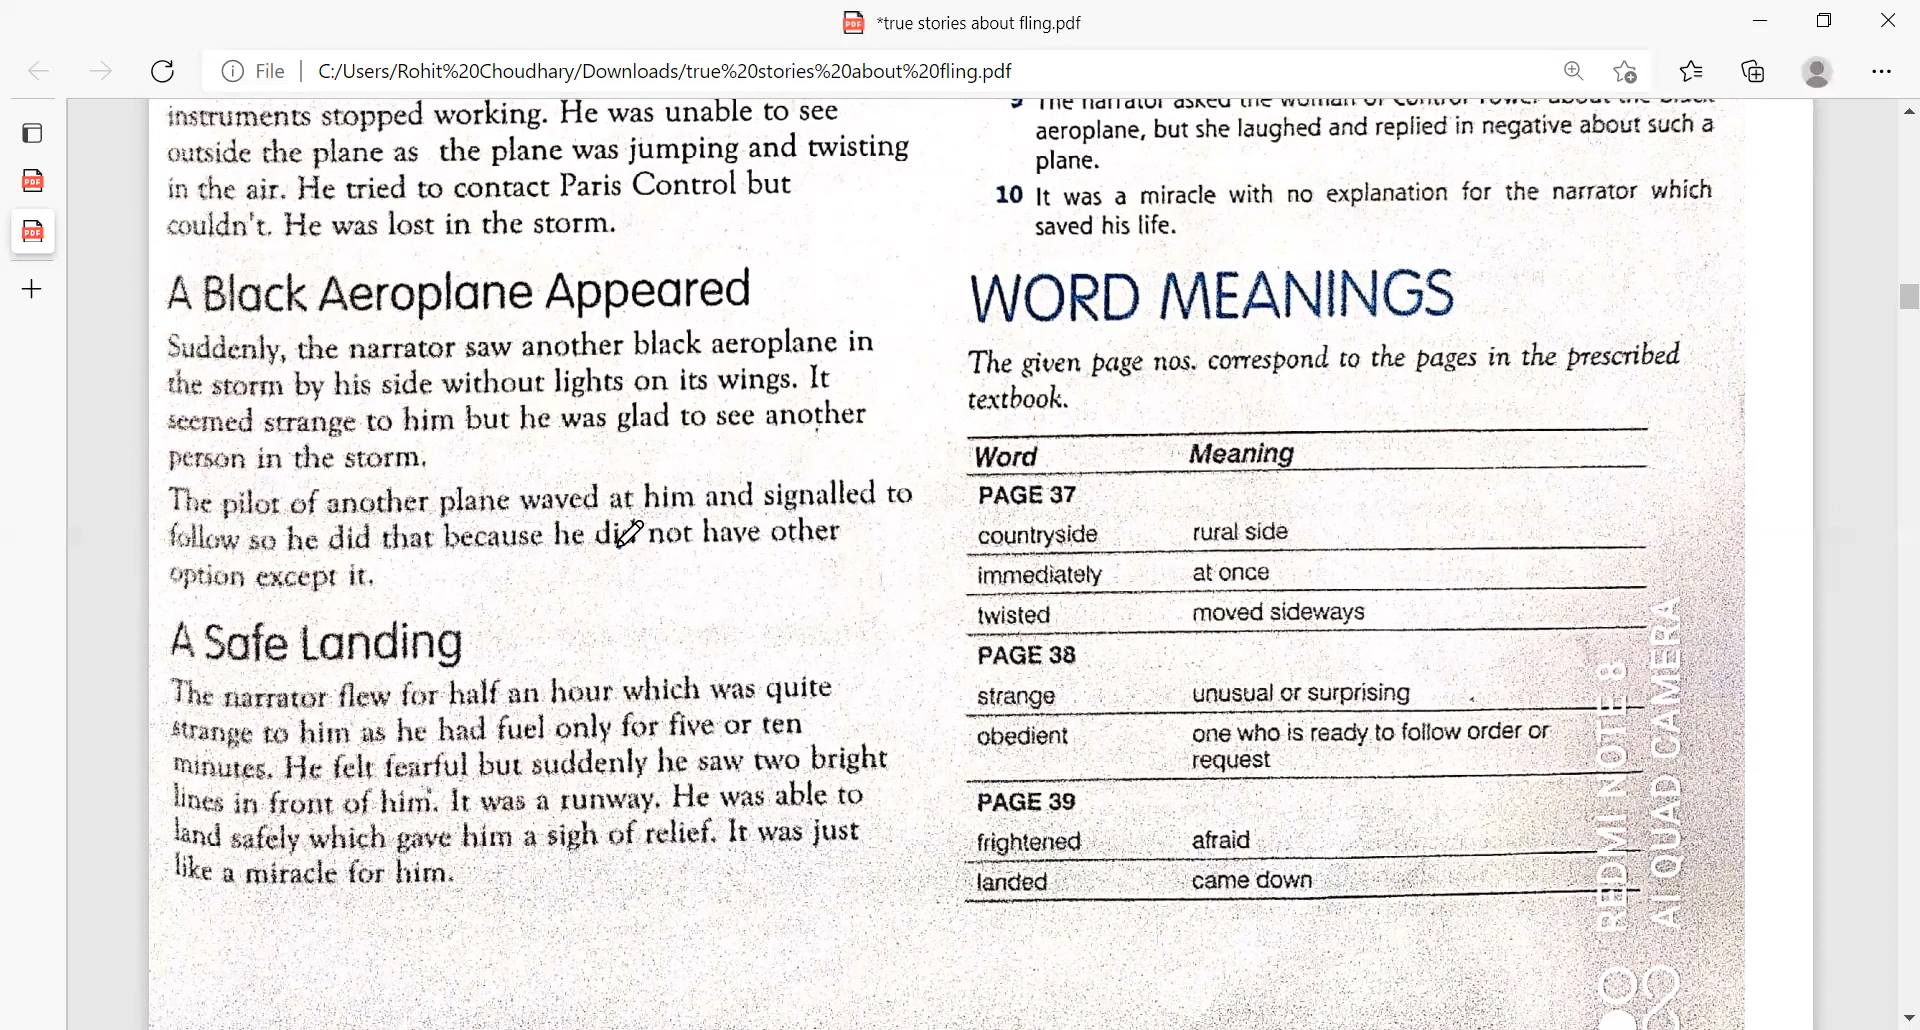 *true stories about fling.pdf
File
C:/Users/Rohit%20Choudhary/Downloads/true%20stories%20about%20fling.pdf
instruments stopped working. He was unable to see
outside the plane as the plane was jumping and twisting
in the air. He tried to contact Paris Control but
couldn't. He was lost in the storm.
A Black Aeroplane Appeared
Suddenly, the narrator saw another black aeroplane in
the storm by his side without lights on its wings. It
seemed strange to him but he was glad to see another
person in the storm.
The pilot of another plane waved at him and signalled to
follow so he did that because he did not have other
option except it.
A Safe Landing
The narrator flew for half an hour which was quite
strange to him as he had fuel only for five or ten
minutes. He felt fearful but suddenly he saw two bright
lines in front of him. It was a runway. He was able to
land safely which gave him a sigh of relief. It was just
like a miracle for him.
9 The narrator asked the woman of Control Tower about the black
aeroplane, but she laughed and replied in negative about such a
plane.
10 It was a miracle with no explanation for the narrator which
saved his life.
WORD MEANINGS
The given page nos. correspond to the pages in the prescribed
textbook.
Word Meaning
PAGE 37
countryside rural side
immediately at once
twisted moved sideways
PAGE 38
strange unusual or surprising
obedient one who is ready to follow order or
request
PAGE 39
frightened afraid
landed came down
REDMI NOTE 8
AI QUAD CAMERA